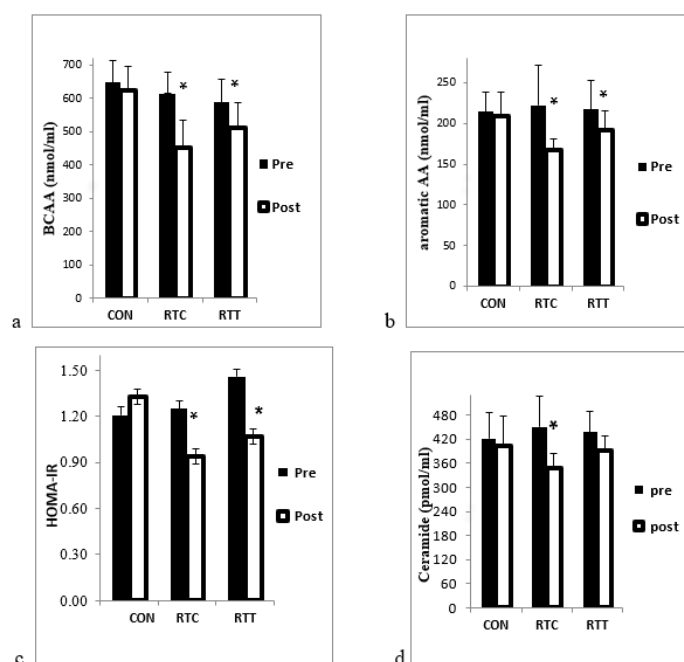 a
BCAA (nmol/ml)
700
600
500
400
300
200
100
0
*
*
CON
RTC
RTT
Pre
Post
b
aromatic AA (nmol/ml)
250
200
150
100
50
0
*
*
CON
RTC
RTT
Pre
Post
c
HOMA-IR
1.50
1.20
0.90
0.60
0.30
0.00
*
*
CON
RTC
RTT
Pre
Post
d
Ceramide (pmol/ml)
480
420
360
300
240
180
120
60
0
*
CON
RTC
RTT
pre
post